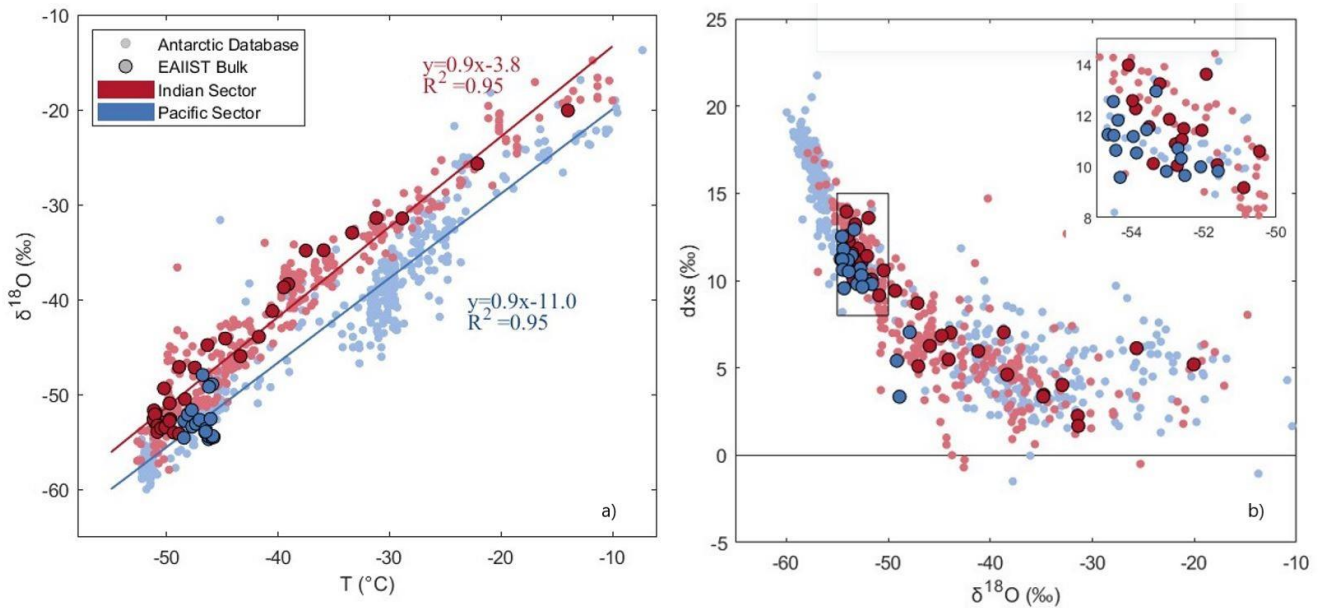 -10
-20
-30
-40
-50
-60
δ¹⁸O (‰)
-50
-40
-30
-20
-10
T (°C)
Antarctic Database
EAIIST Bulk
Indian Sector
Pacific Sector
y=0.9x-3.8
R² =0.95
y=0.9x-11.0
R² =0.95
a)
25
20
15
10
5
0
-5
dxs (‰)
-60
-50
-40
-30
-20
-10
δ¹⁸O (‰)
14
12
10
8
-54
-52
-50
b)